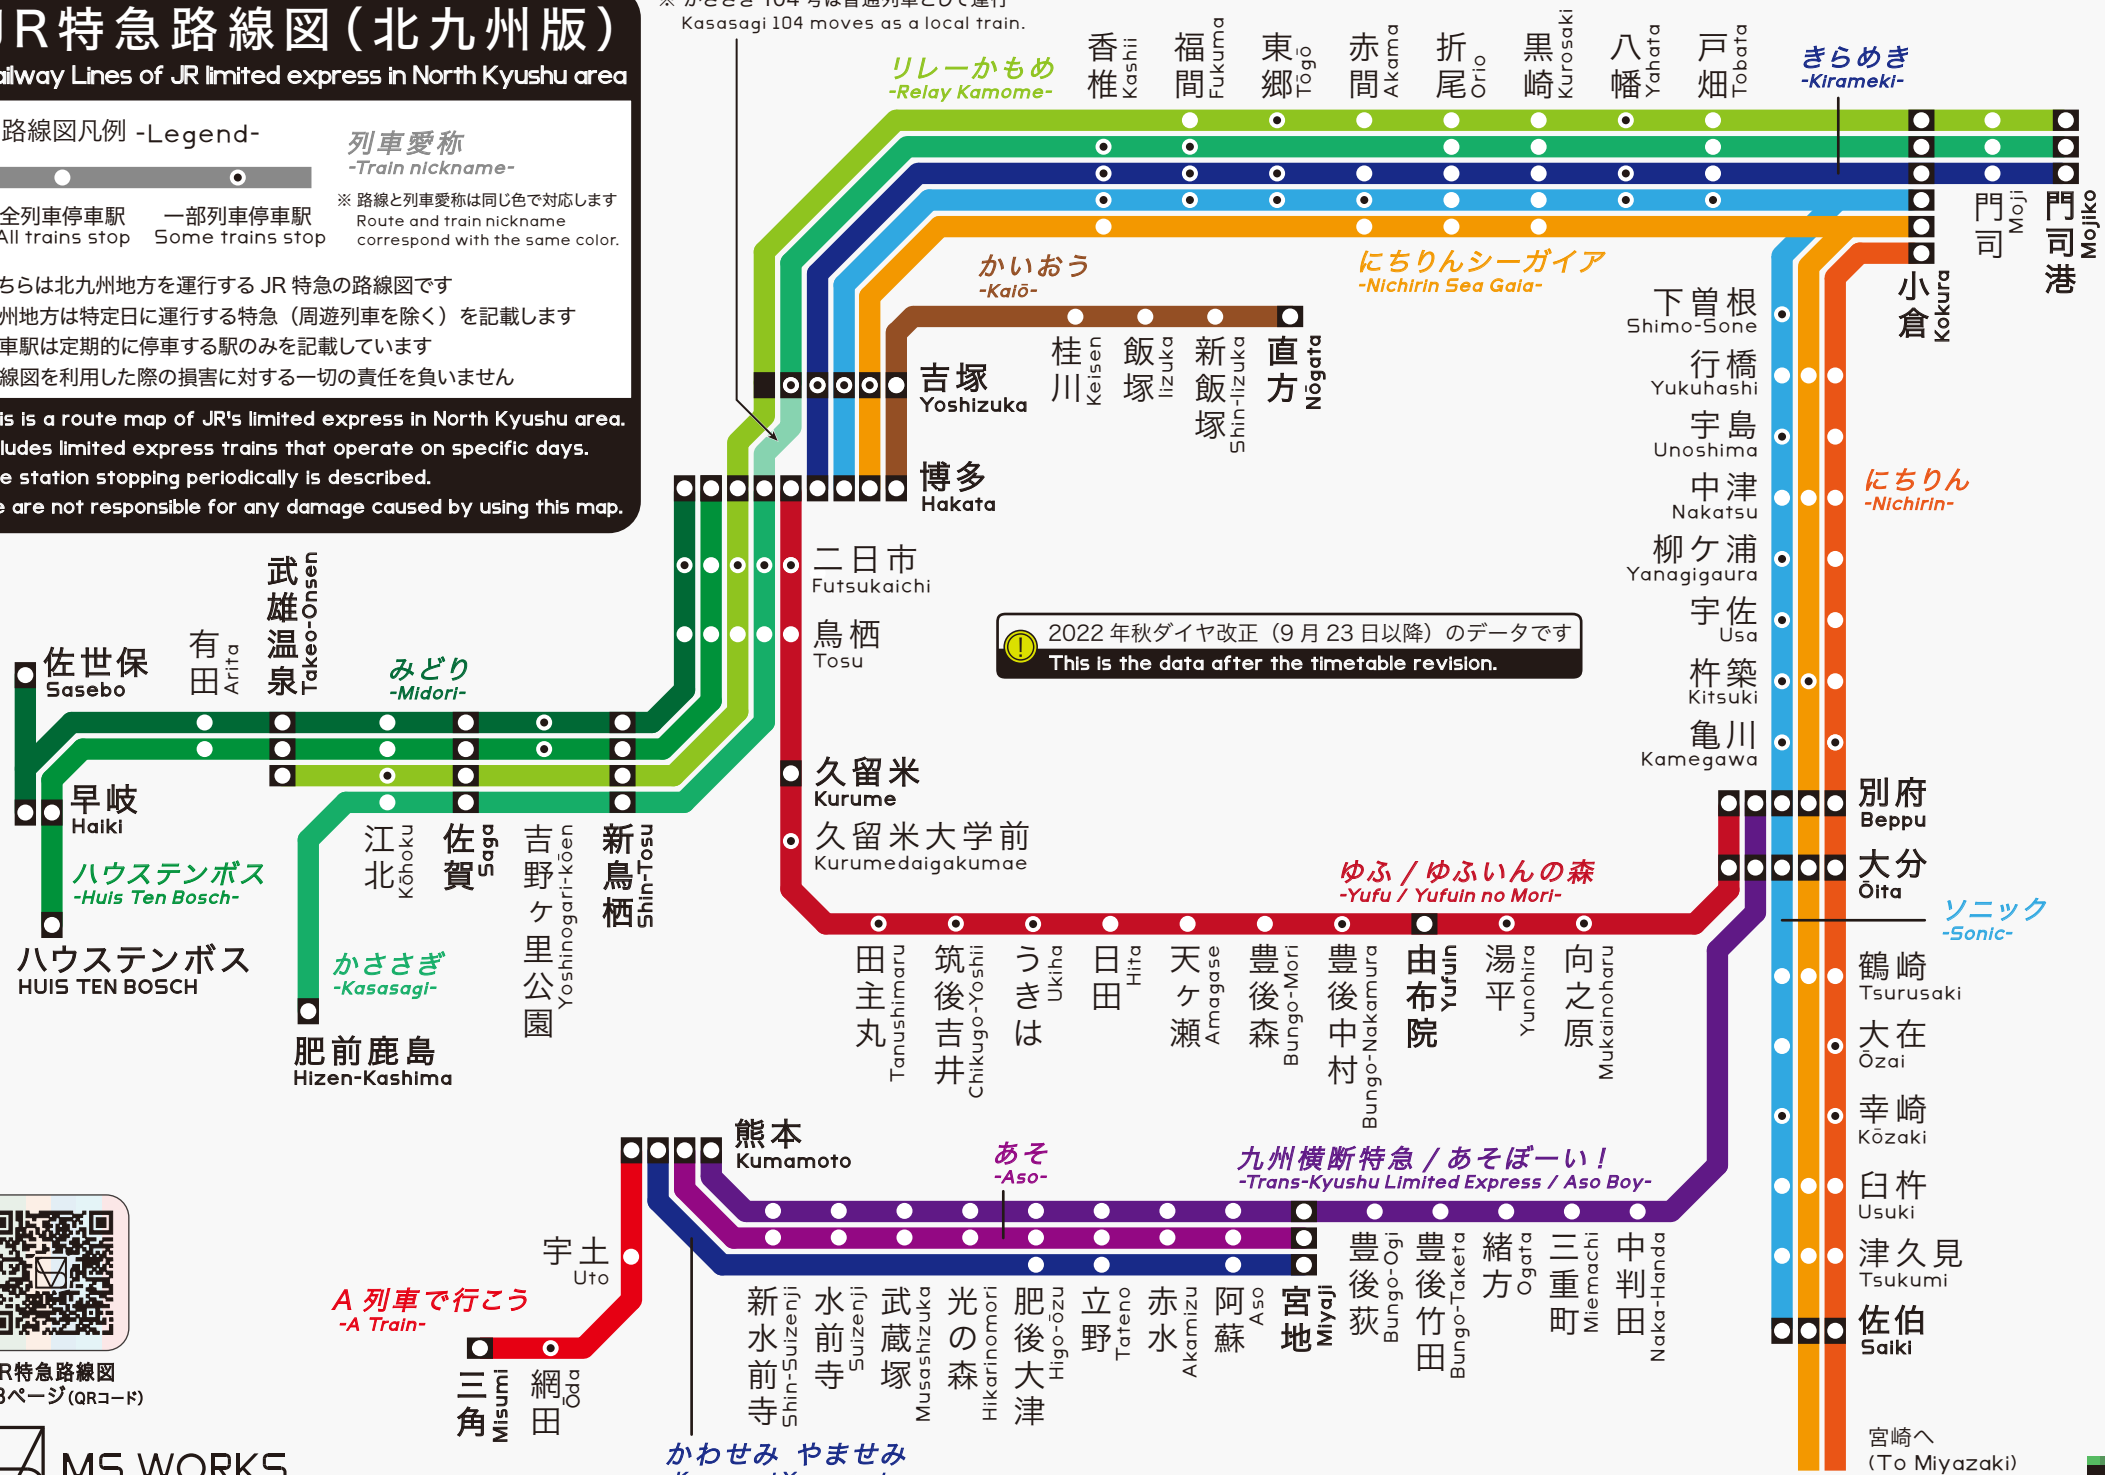 JR特急路線図(北九州版)
Railway Lines of JR limited express in North Kyushu area
路線図凡例 -Legend-
列車愛称
-Train nickname-
全列車停車駅
All trains stop
一部列車停車駅
Some trains stop
※ 路線と列車愛称は同じ色で対応します
Route and train nickname
correspond with the same color.
ちらは北九州地方を運行する JR 特急の路線図です
州地方は特定日に運行する特急（周遊列車を除く）を記載します
車駅は定期的に停車する駅のみを記載しています
線図を利用した際の損害に対する一切の責任を負いません
is is a route map of JR's limited express in North Kyushu area.
ludes limited express trains that operate on specific days.
e station stopping periodically is described.
e are not responsible for any damage caused by using this map.
※ かささぎ 104 号は普通列車として運行
Kasasagi 104 moves as a local train.
リレーかもめ
-Relay Kamome-
香椎
Kashii
福間
Fukuma
東郷
Tōgō
赤間
Akama
折尾
Orio
黒崎
Kurosaki
八幡
Yahata
戸畑
Tobata
きらめき
-Kirameki-
門司
Moji
門司港
Mojiko
小倉
Kokura
かいおう
-Kaiō-
にちりんシーガイア
-Nichirin Sea Gaia-
桂川
Keisen
飯塚
Iizuka
新飯塚
Shin-Iizuka
直方
Nōgata
吉塚
Yoshizuka
博多
Hakata
下曽根
Shimo-Sone
行橋
Yukuhashi
宇島
Unoshima
中津
Nakatsu
柳ケ浦
Yanagigaura
宇佐
Usa
杵築
Kitsuki
亀川
Kamegawa
にちりん
-Nichirin-
二日市
Futsukaichi
鳥栖
Tosu
2022 年秋ダイヤ改正（9 月 23 日以降）のデータです
This is the data after the timetable revision.
佐世保
Sasebo
有田
Arita
武雄温泉
Takeo-Onsen
みどり
-Midori-
早岐
Haiki
ハウステンボス
-Huis Ten Bosch-
ハウステンボス
HUIS TEN BOSCH
江北
Kōhoku
佐賀
Saga
吉野ヶ里公園
Yoshinogari-kōen
新鳥栖
Shin-Tosu
かささぎ
-Kasasagi-
肥前鹿島
Hizen-Kashima
久留米
Kurume
久留米大学前
Kurumedaigakumae
ゆふ / ゆふいんの森
-Yufu / Yufuin no Mori-
別府
Beppu
大分
Ōita
ソニック
-Sonic-
田主丸
Tanushimaru
筑後吉井
Chikugo-Yoshii
うきは
Ukiha
日田
Hita
天ヶ瀬
Amagase
豊後森
Bungo-Mori
豊後中村
Bungo-Nakamura
由布院
Yufuin
湯平
Yunohira
向之原
Mukainoharu
鶴崎
Tsurusaki
大在
Ōzai
幸崎
Kōzaki
臼杵
Usuki
津久見
Tsukumi
佐伯
Saiki
宮崎へ
(To Miyazaki)
熊本
Kumamoto
あそ
-Aso-
九州横断特急 / あそぼーい！
-Trans-Kyushu Limited Express / Aso Boy-
宇土
Uto
A 列車で行こう
-A Train-
三角
Misumi
網田
Ōda
新水前寺
Shin-Suizenji
水前寺
Suizenji
武蔵塚
Musashizuka
光の森
Hikarinomori
肥後大津
Higo-ōzu
立野
Tateno
赤水
Akamizu
阿蘇
Aso
宮地
Miyaji
豊後荻
Bungo-Ogi
豊後竹田
Bungo-Taketa
緒方
Ogata
三重町
Miemachi
中判田
Naka-Handa
かわせみ やませみ
R特急路線図
ページ(QRコード)
MS WORKS